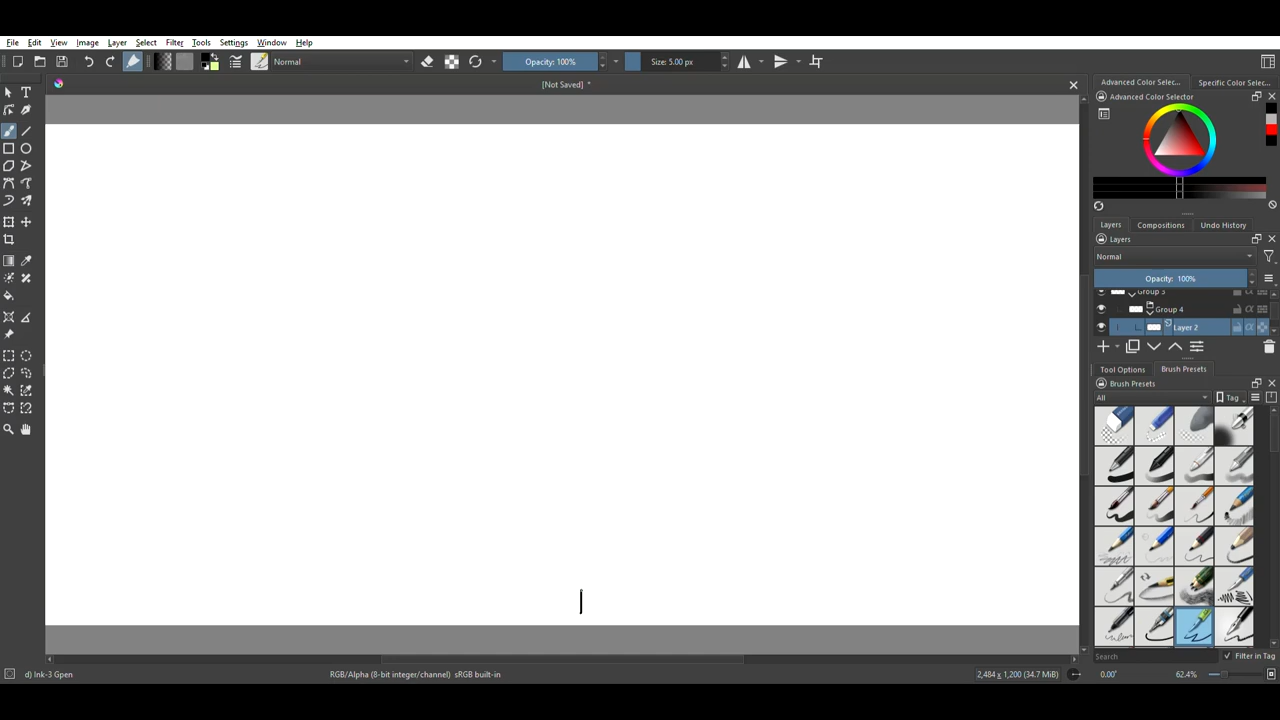 File Edit View Image Layer Select Filter Tools Settings Window Help
Normal Opacity: 100% Size: 5.00 px
[Not Saved] *
Advanced Color Selec... Specific Color Selec...
Advanced Color Selector
Layers Compositions Undo History
Layers
Normal
Opacity: 100%
Group 3
Group 4
Layer 2
Tool Options Brush Presets
Brush Presets
All Tag
Search Filter in Tag
d) Ink-3 Gpen RGB/Alpha (8-bit integer/channel) sRGB built-in 2,484 x 1,200 (34.7 MiB) 0.00° 62.4%